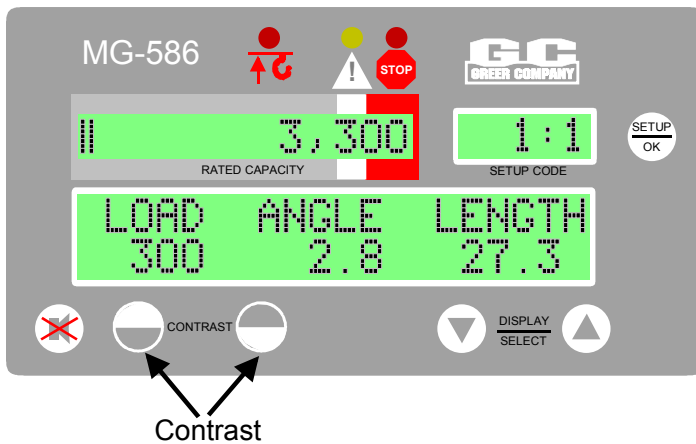 MG-586
!
STOP
GC
GREER COMPANY
3,300
1:1
SETUP
OK
RATED CAPACITY
SETUP CODE
LOAD ANGLE LENGTH
300 2.8 27.3
CONTRAST
DISPLAY
SELECT
Contrast